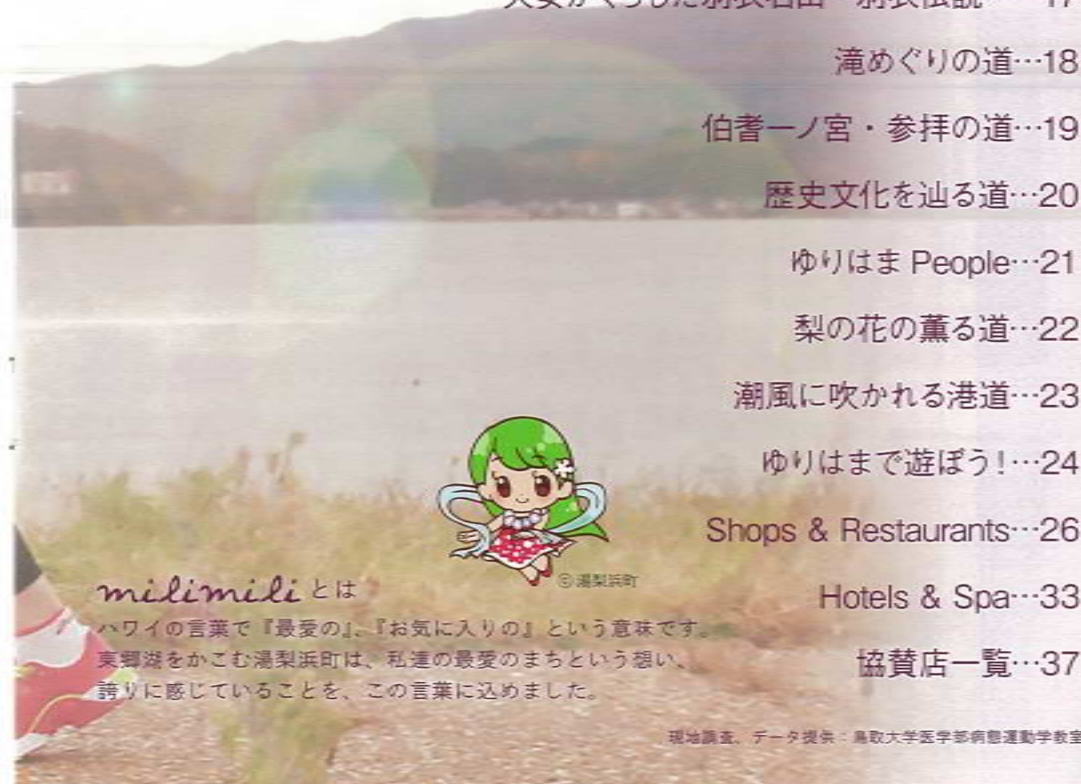 滝めぐりの道…18
伯耆一ノ宮・参拝の道…19
歴史文化を辿る道…20
ゆりはま People…21
梨の花の薫る道…22
潮風に吹かれる港道…23
ゆりはまで遊ぼう!…24
Shops & Restaurants…26
Hotels & Spa…33
協賛店一覧…37
©湯梨浜町
milimiliとは
ハワイの言葉で『最愛の』、『お気に入りの』という意味です。
東郷湖をかこむ湯梨浜町は、私達の最愛のまちという想い、
誇りに感じていることを、この言葉に込めました。
現地調査、データ提供：鳥取大学医学部病態運動学教室